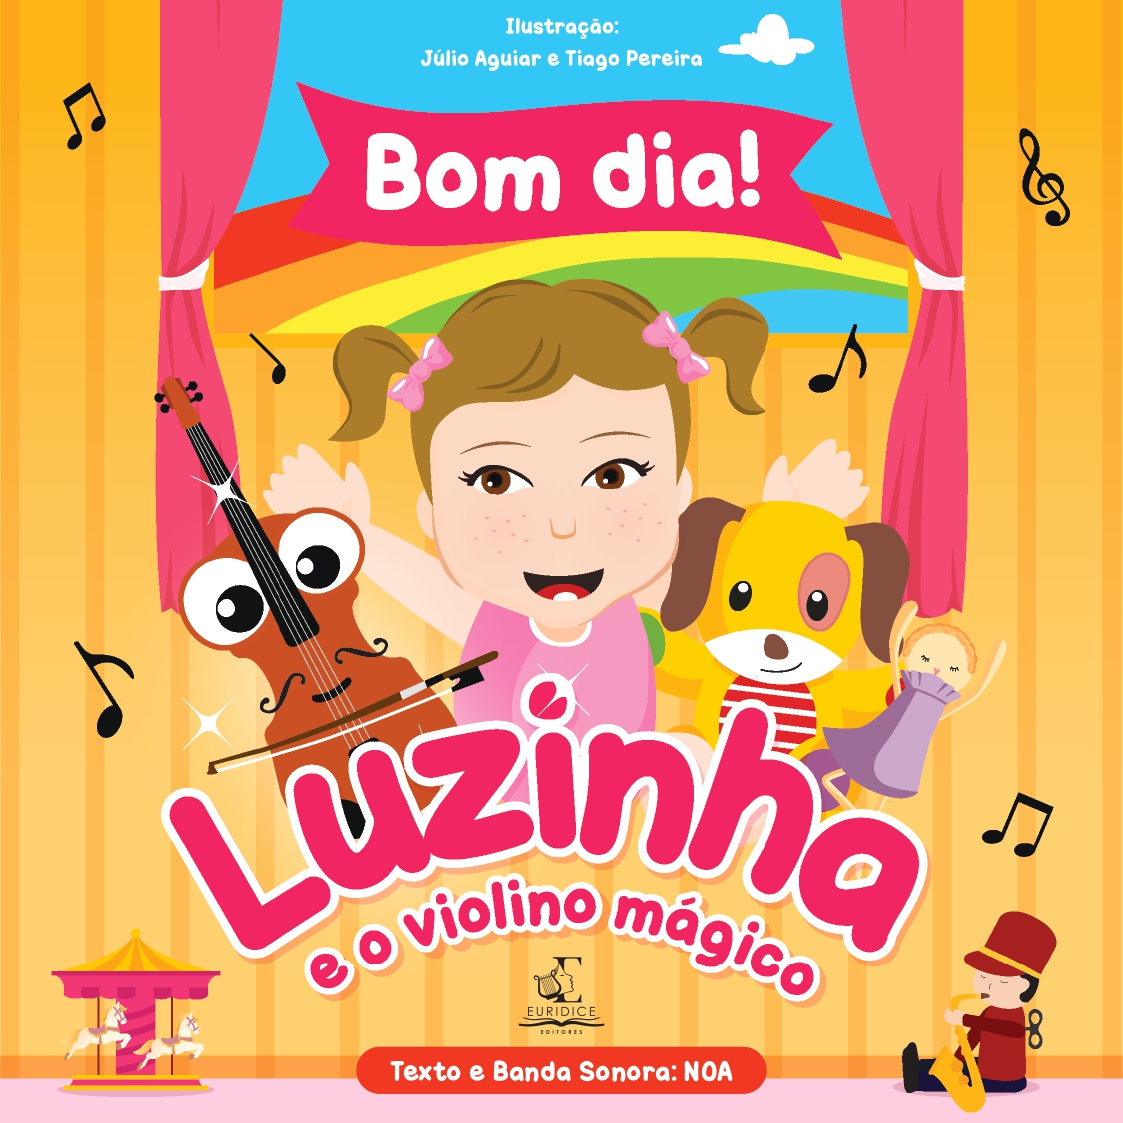 Ilustração:
Júlio Aguiar e Tiago Pereira
Bom dia!
Luzinha
e o violino mágico
E
EURIDICE
EDITORES
Texto e Banda Sonora: NOA